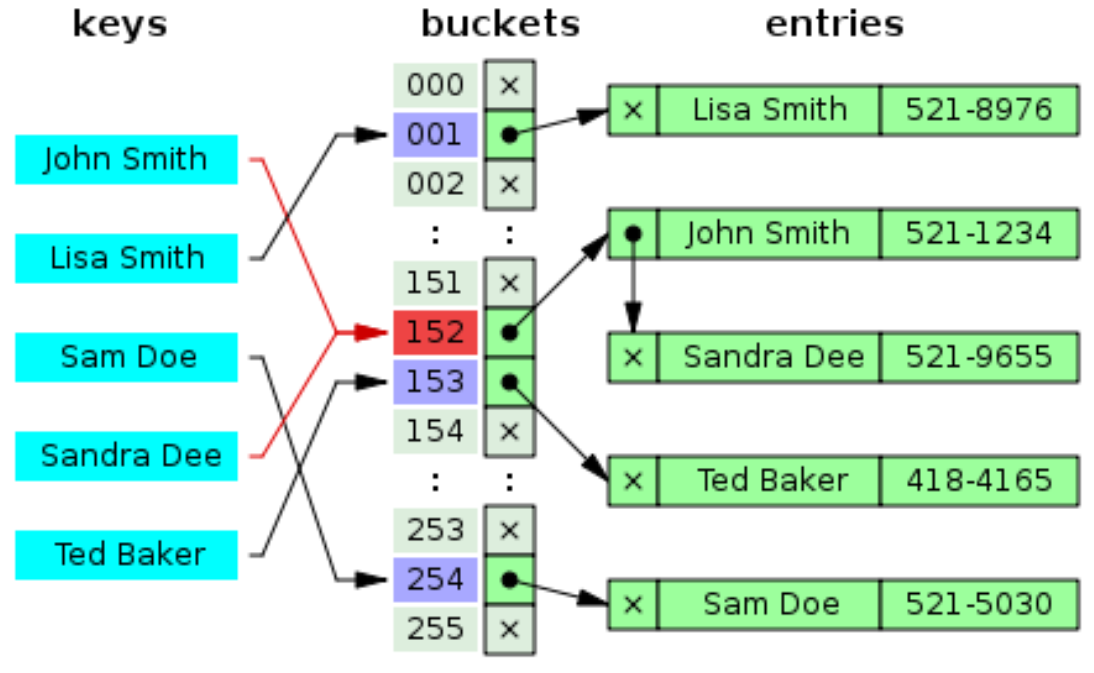 keys
buckets
entries
John Smith
Lisa Smith
Sam Doe
Sandra Dee
Ted Baker
000 ×
001
002 ×
: :
151 ×
152
153
154 ×
: :
253 ×
254
255 ×
× Lisa Smith 521-8976
John Smith 521-1234
× Sandra Dee 521-9655
× Ted Baker 418-4165
× Sam Doe 521-5030